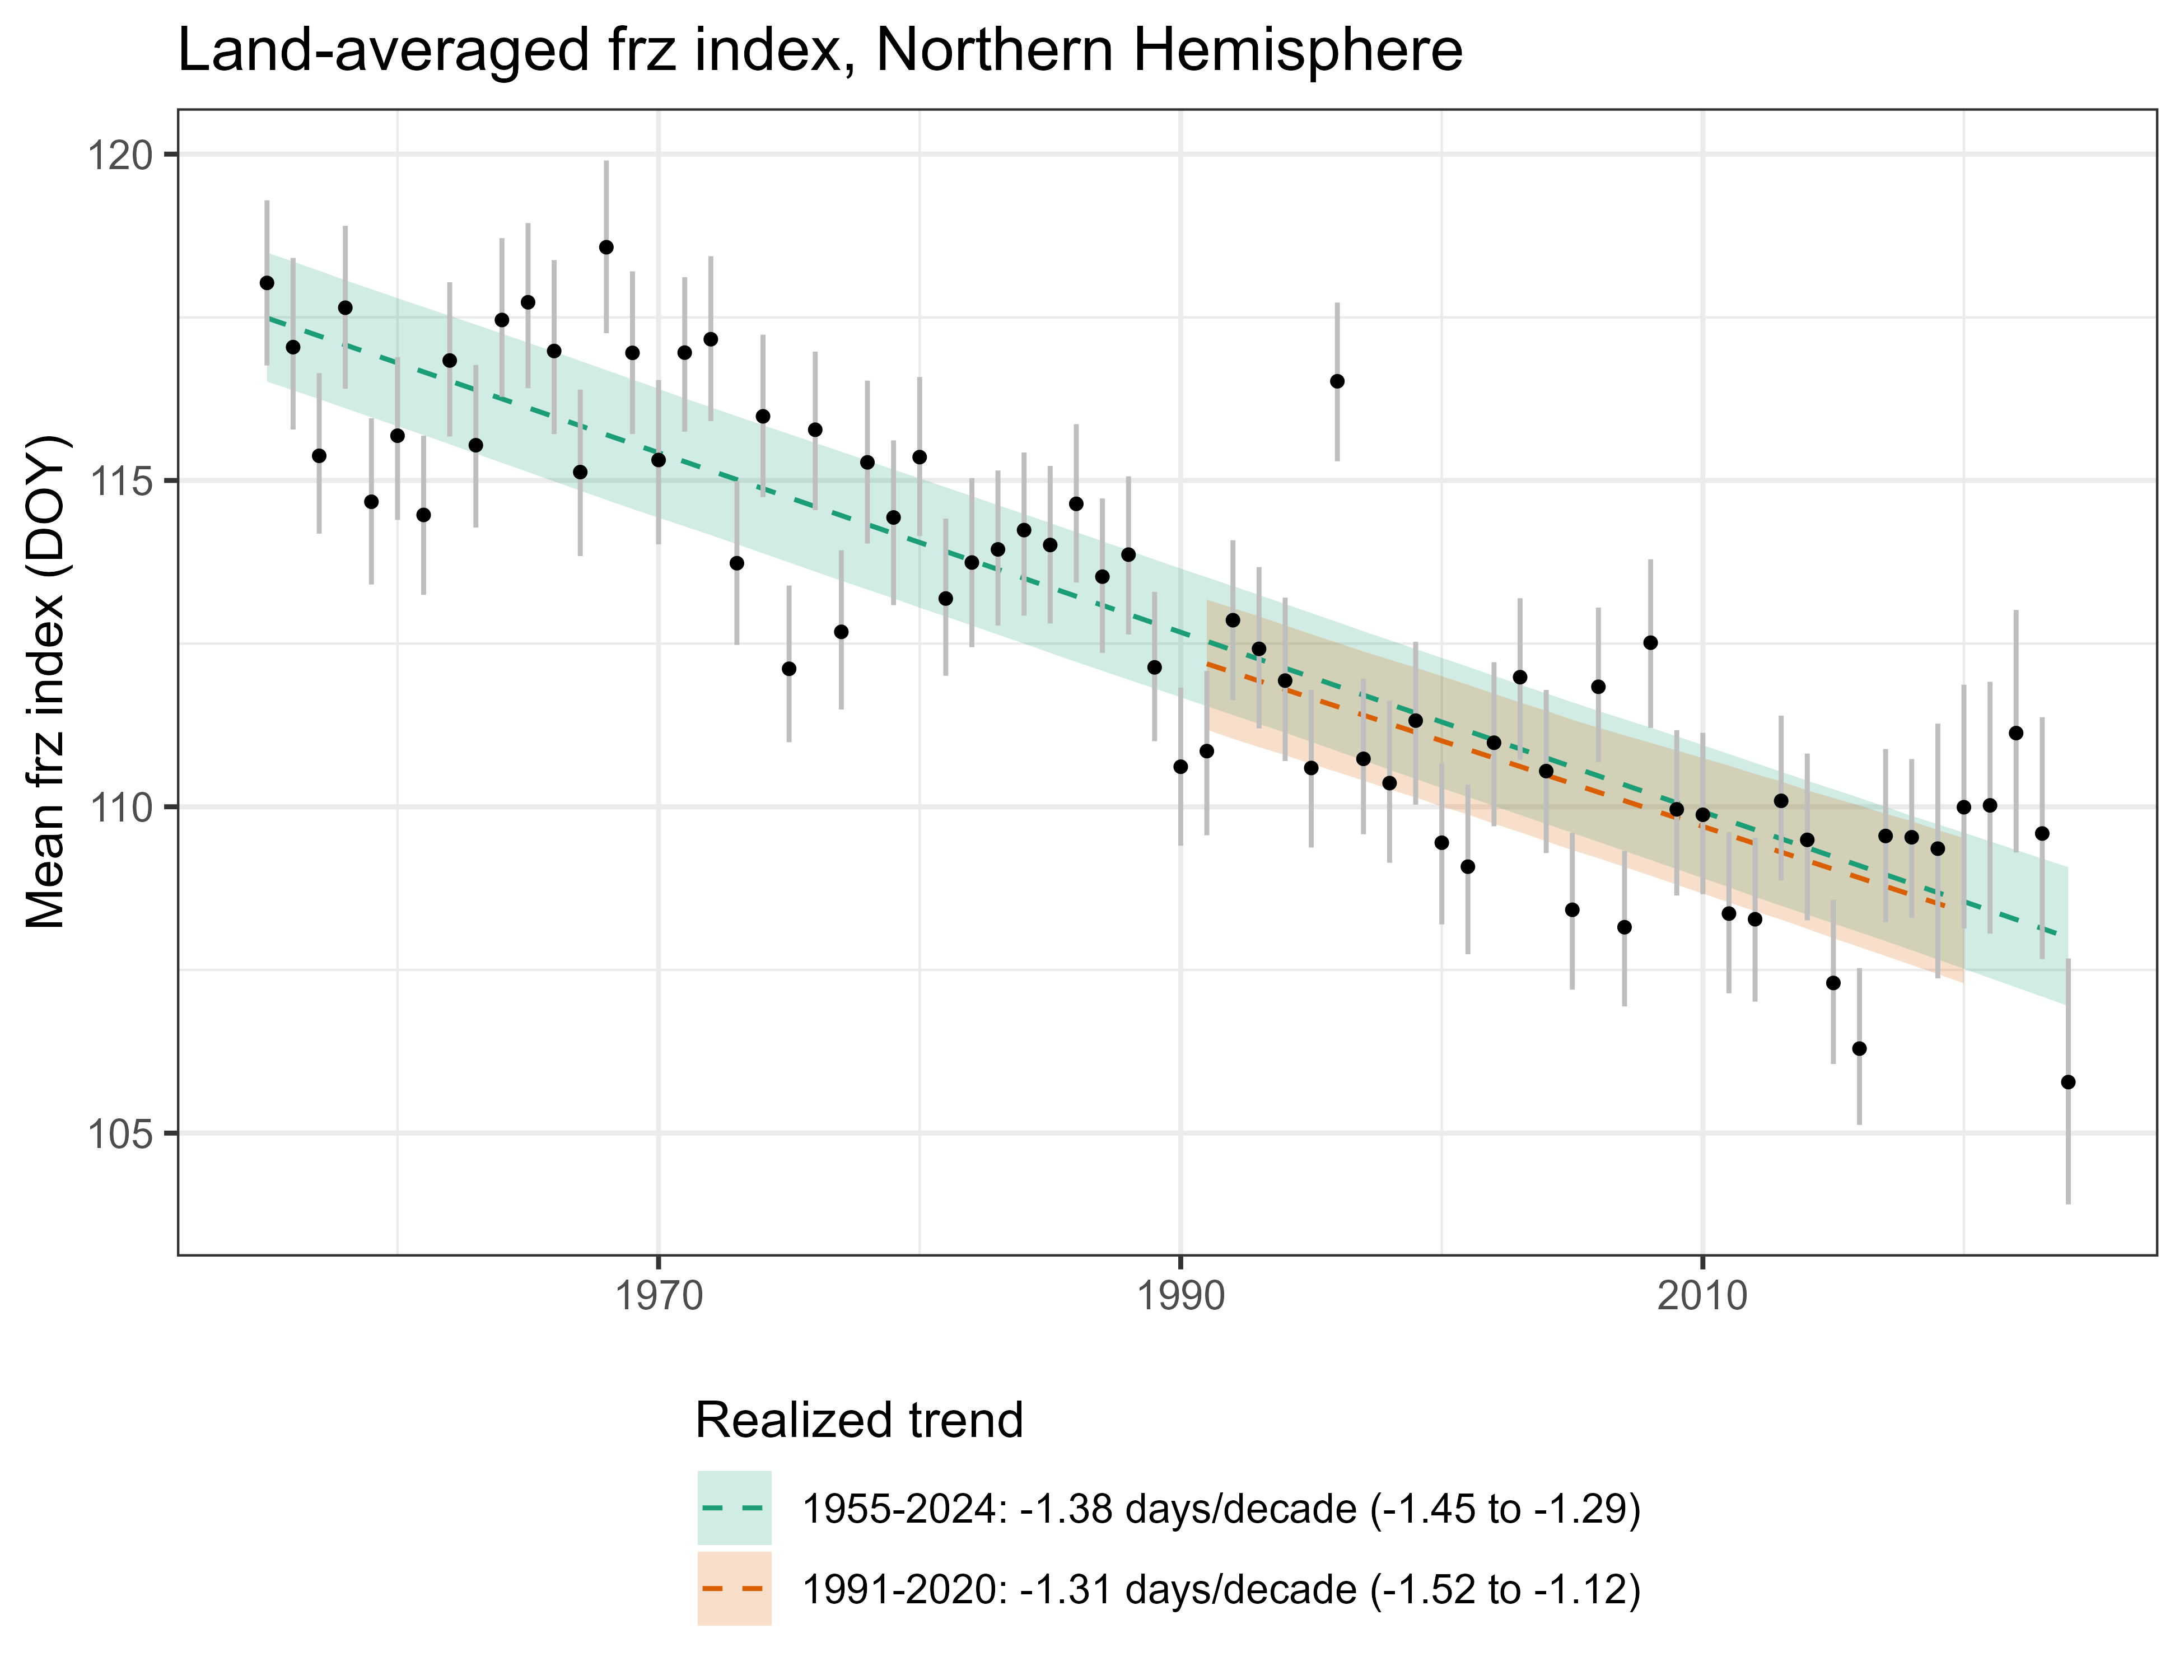 Land-averaged frz index, Northern Hemisphere
Mean frz index (DOY)
120
115
110
105
1970
1990
2010
Realized trend
1955-2024: -1.38 days/decade (-1.45 to -1.29)
1991-2020: -1.31 days/decade (-1.52 to -1.12)